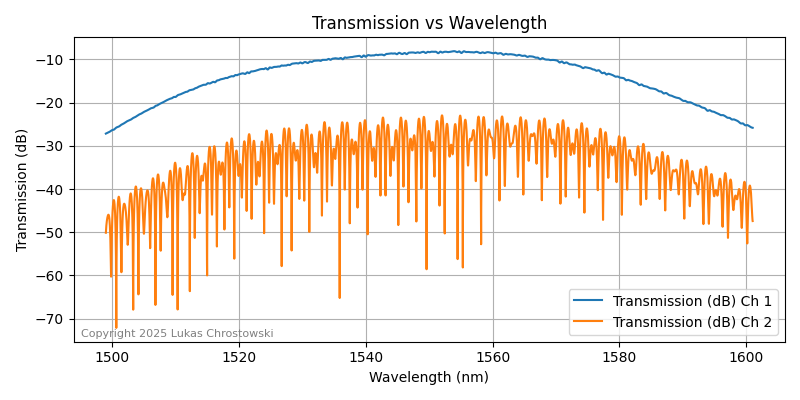 Transmission vs Wavelength
Transmission (dB)
−10
−20
−30
−40
−50
−60
−70
Transmission (dB) Ch 1
Transmission (dB) Ch 2
Copyright 2025 Lukas Chrostowski
1500 1520 1540 1560 1580 1600
Wavelength (nm)